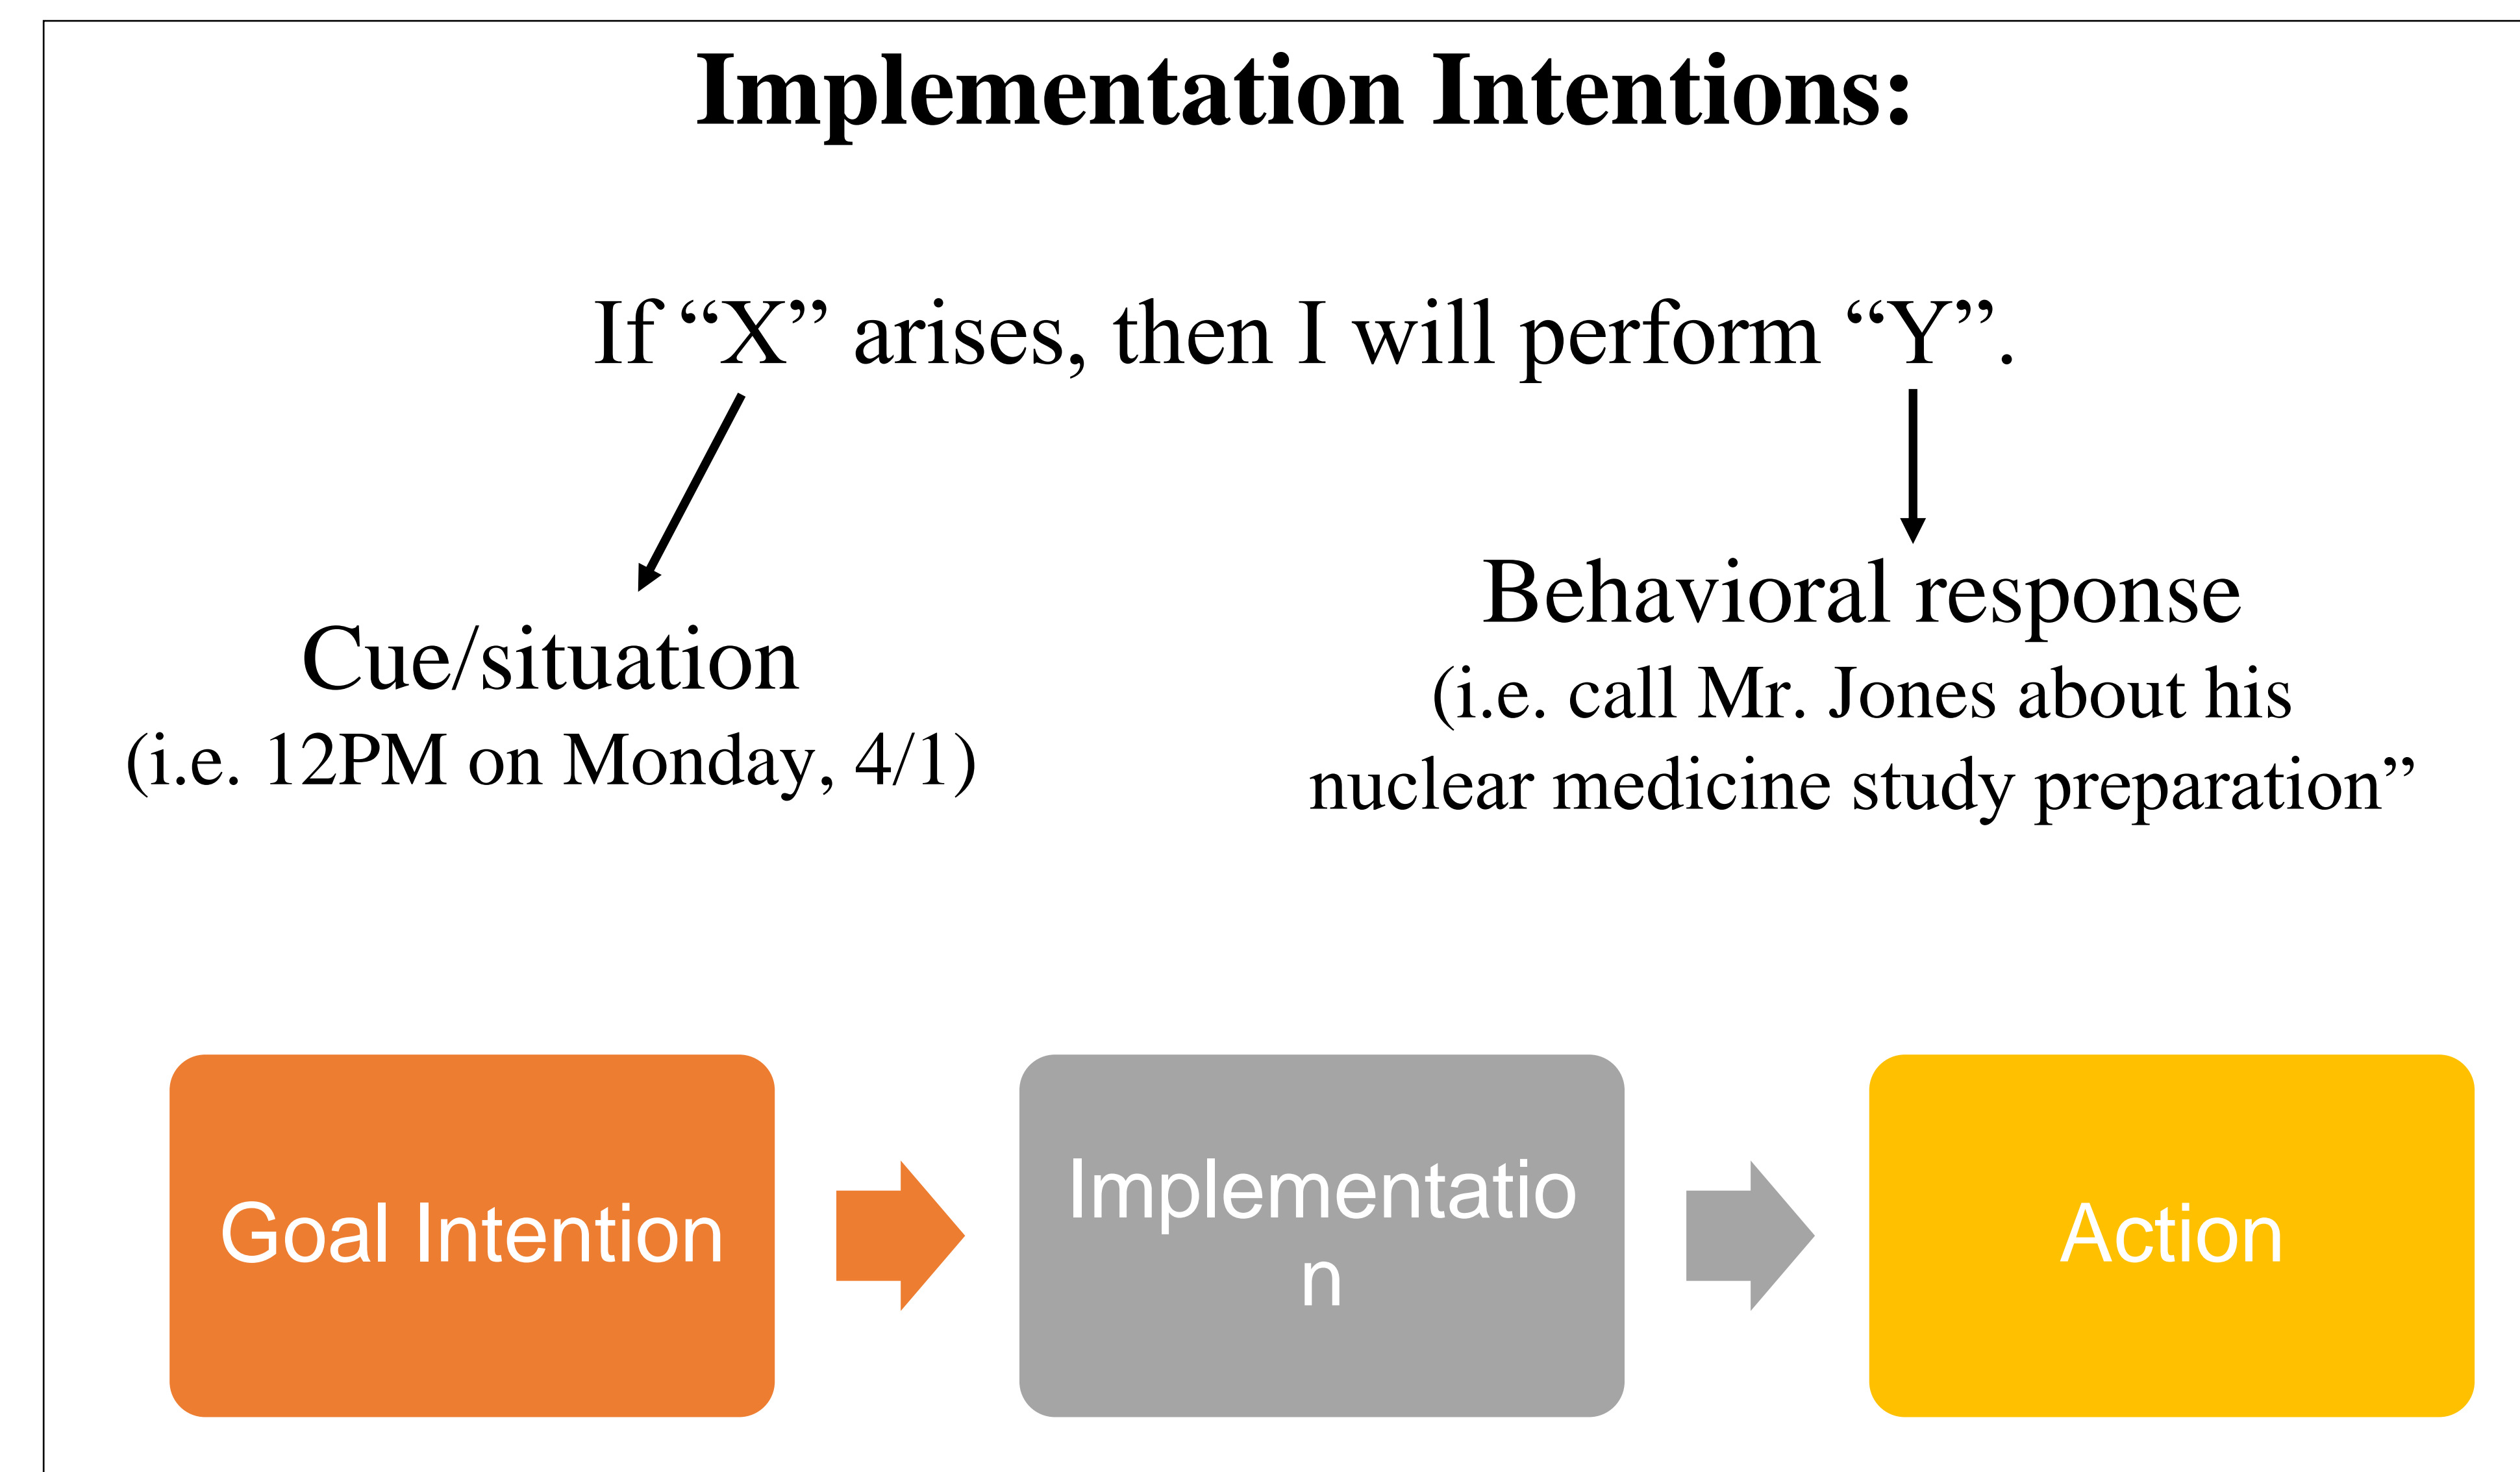 Implementation Intentions:
If “X” arises, then I will perform “Y”.
Cue/situation
(i.e. 12PM on Monday, 4/1)
Behavioral response
(i.e. call Mr. Jones about his
nuclear medicine study preparation”
Goal Intention
Implementatio
n
Action